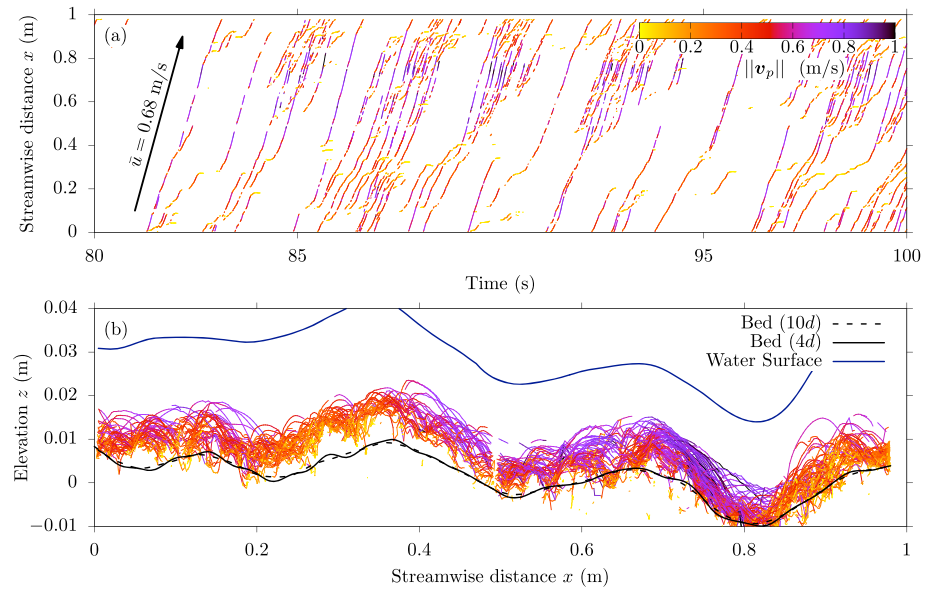 (a)
1
0.8
0.6
0.4
0.2
0
Streamwise distance x (m)
ū = 0.68 m/s
0 0.2 0.4 0.6 0.8 1
||𝒗ₚ|| (m/s)
80 85 95 100
Time (s)
(b)
0.04
0.03
0.02
0.01
0
−0.01
Elevation z (m)
Bed (10d)
Bed (4d)
Water Surface
0 0.2 0.4 0.6 0.8 1
Streamwise distance x (m)